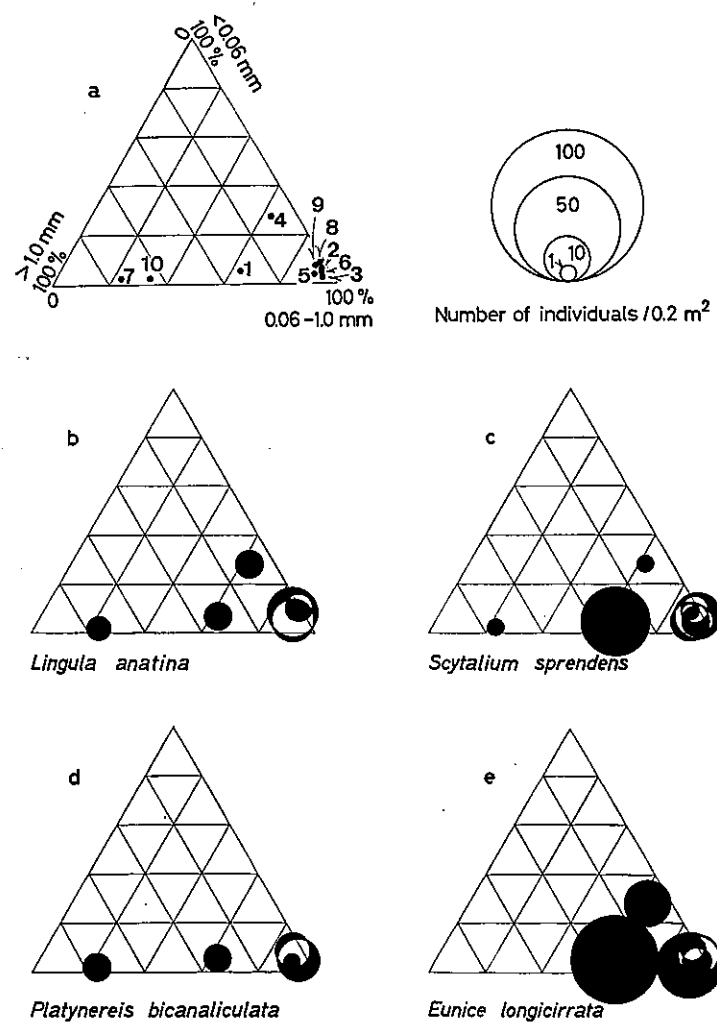 a
0
100 %
<0.06 mm
>1.0 mm
100 %
0
100 %
0.06-1.0 mm
9
8
2
6
5
3
4
1
10
7
100
50
10
1
Number of individuals /0.2 m²
b
Lingula anatina
c
Scytalium sprendens
d
Platynereis bicanaliculata
e
Eunice longicirrata